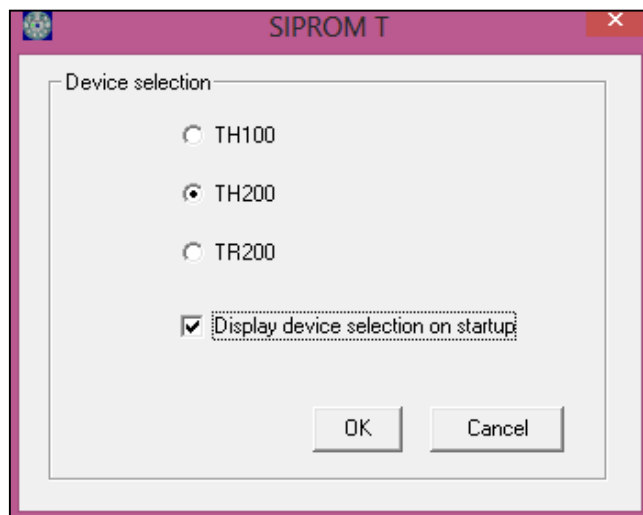 SIPROM T
Device selection
TH100
TH200
TR200
Display device selection on startup
OK
Cancel